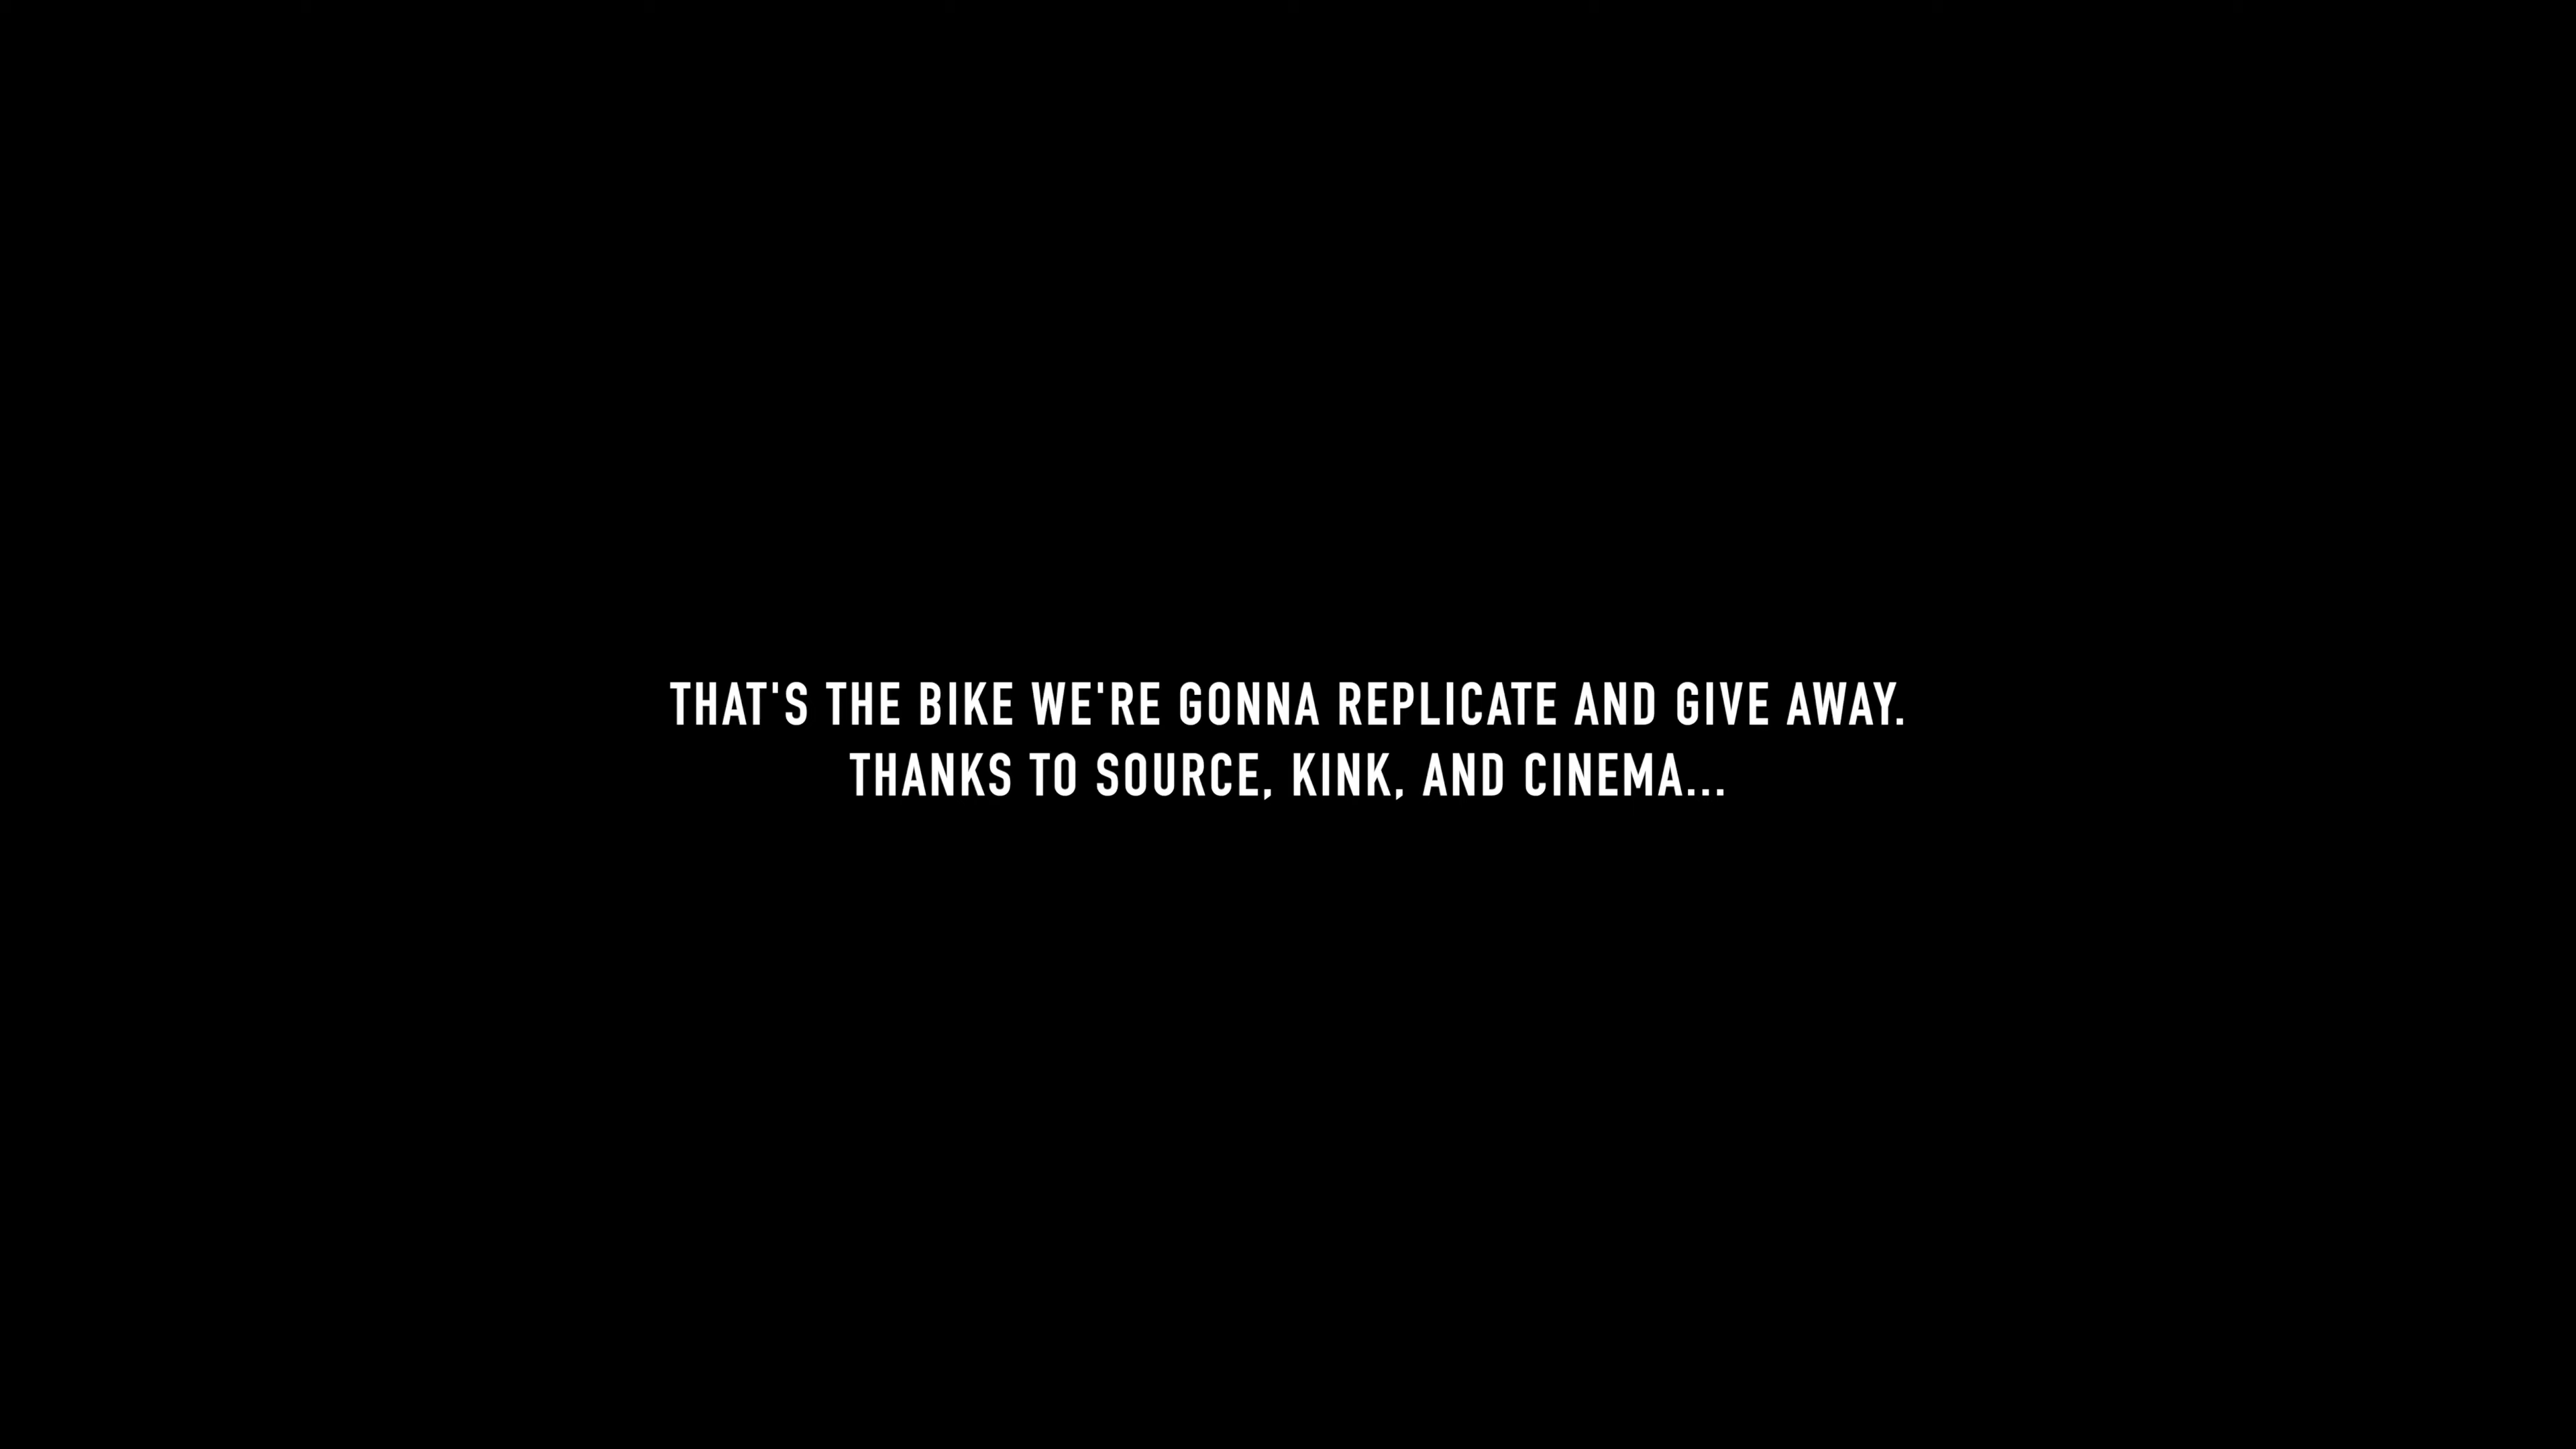 THAT'S THE BIKE WE'RE GONNA REPLICATE AND GIVE AWAY.
THANKS TO SOURCE, KINK, AND CINEMA...